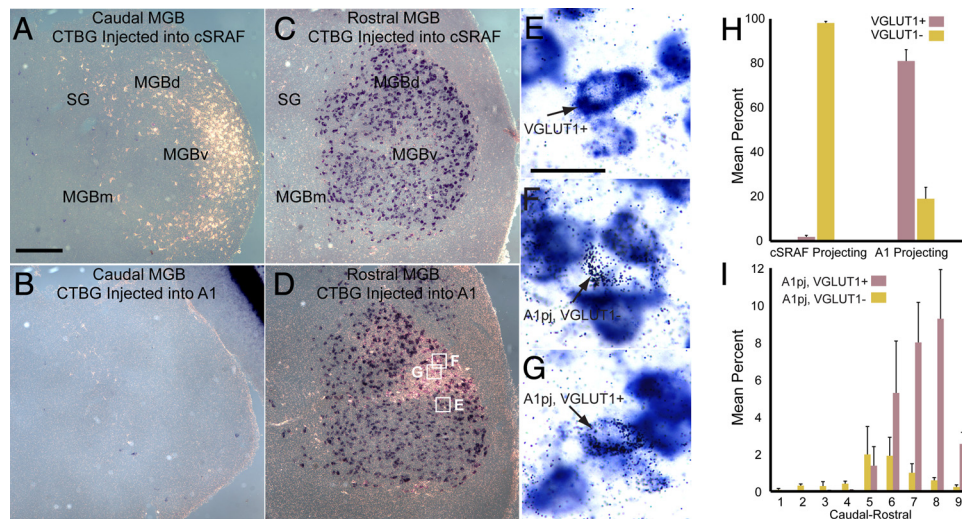 A
Caudal MGB
CTBG Injected into cSRAF
MGBd
SG
MGBv
MGBm
B
Caudal MGB
CTBG Injected into A1
C
Rostral MGB
CTBG Injected into cSRAF
MGBd
SG
MGBv
MGBm
D
Rostral MGB
CTBG Injected into A1
F
G
E
E
VGLUT1+
F
A1pj, VGLUT1-
G
A1pj, VGLUT1+
H
VGLUT1+
VGLUT1-
Mean Percent
100
80
60
40
20
0
cSRAF Projecting
A1 Projecting
I
A1pj, VGLUT1+
A1pj, VGLUT1-
Mean Percent
12
10
8
6
4
2
0
1 2 3 4 5 6 7 8 9
Caudal-Rostral